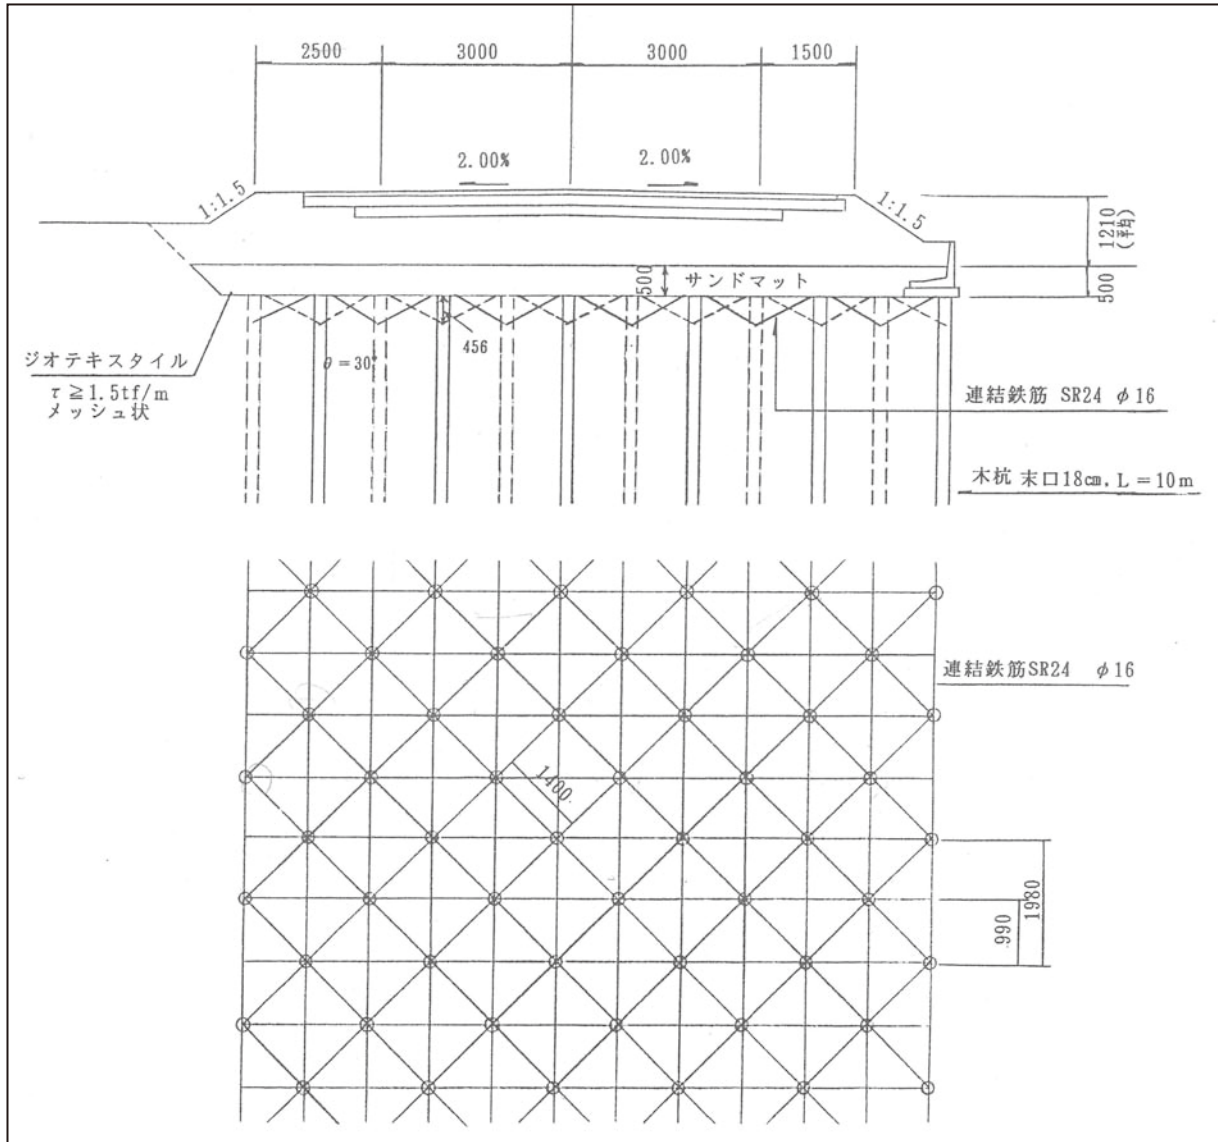 2500 3000 3000 1500
2.00% 2.00%
1:1.5
1:1.5
1210
(平均)
500
サンドマット
500
456
θ=30°
ジオテキスタイル
τ≧1.5tf/m
メッシュ状
連結鉄筋 SR24 φ16
木杭 末口18㎝, L=10m
連結鉄筋SR24 φ16
1400
1980
990